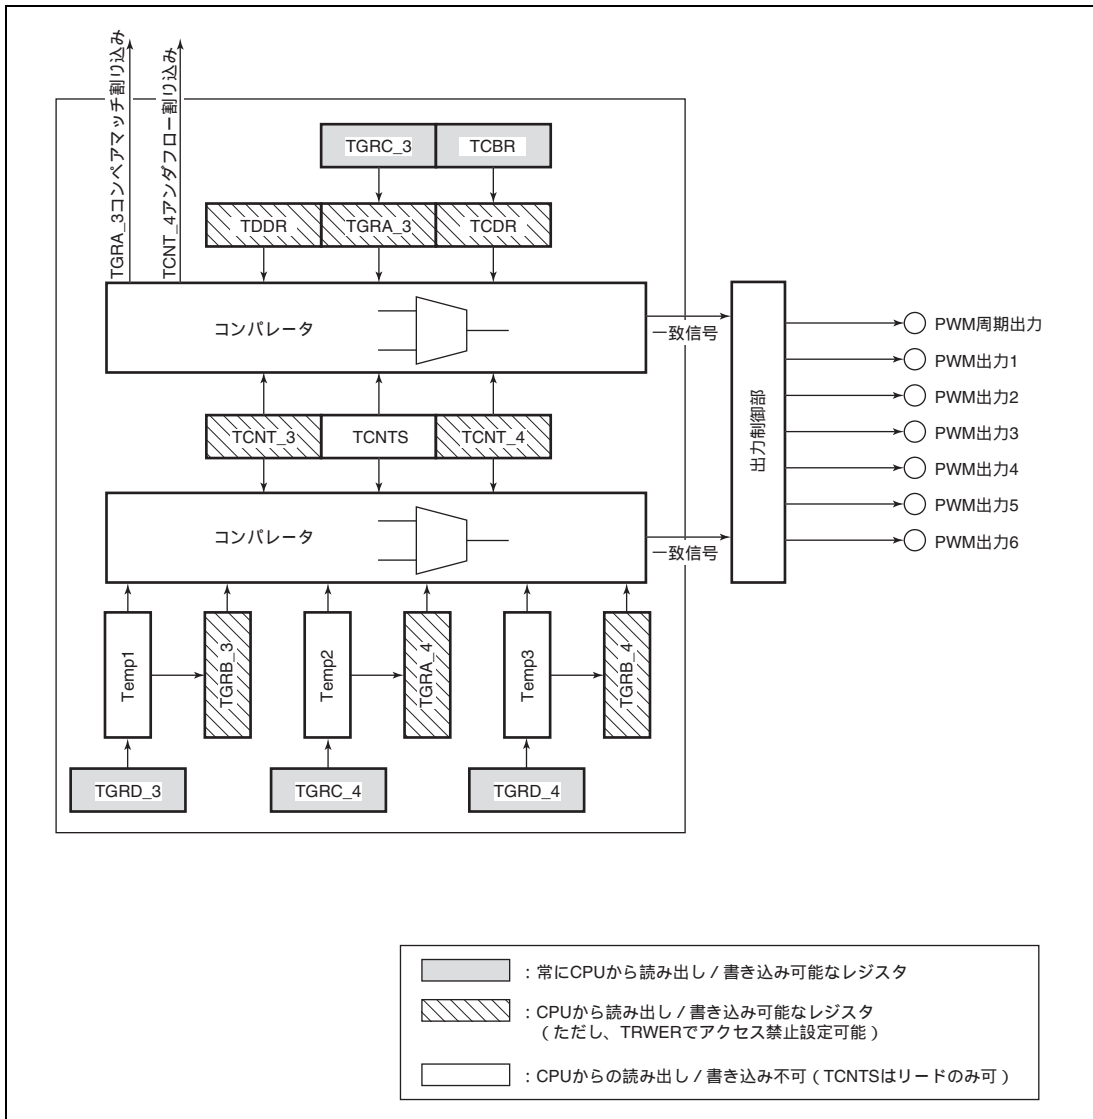 TGRA_3コンペアマッチ割り込み
TCNT_4アンダフロー割り込み
TGRC_3
TCBR
TDDR
TGRA_3
TCDR
コンパレータ
一致信号
TCNT_3
TCNTS
TCNT_4
コンパレータ
一致信号
出力制御部
PWM周期出力
PWM出力1
PWM出力2
PWM出力3
PWM出力4
PWM出力5
PWM出力6
Temp1
TGRB_3
Temp2
TGRA_4
Temp3
TGRB_4
TGRD_3
TGRC_4
TGRD_4
：常にCPUから読み出し / 書き込み可能なレジスタ
：CPUから読み出し / 書き込み可能なレジスタ
（ただし、TRWERでアクセス禁止設定可能）
：CPUからの読み出し / 書き込み不可（TCNTSはリードのみ可）